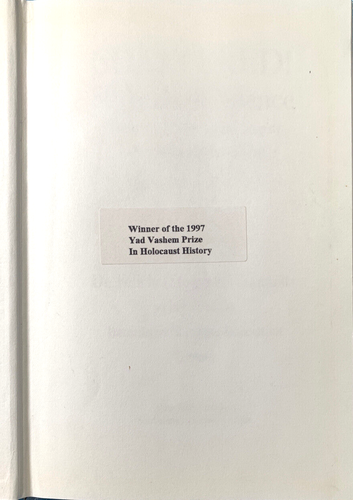 Winner of the 1997
Yad Vashem Prize
In Holocaust History